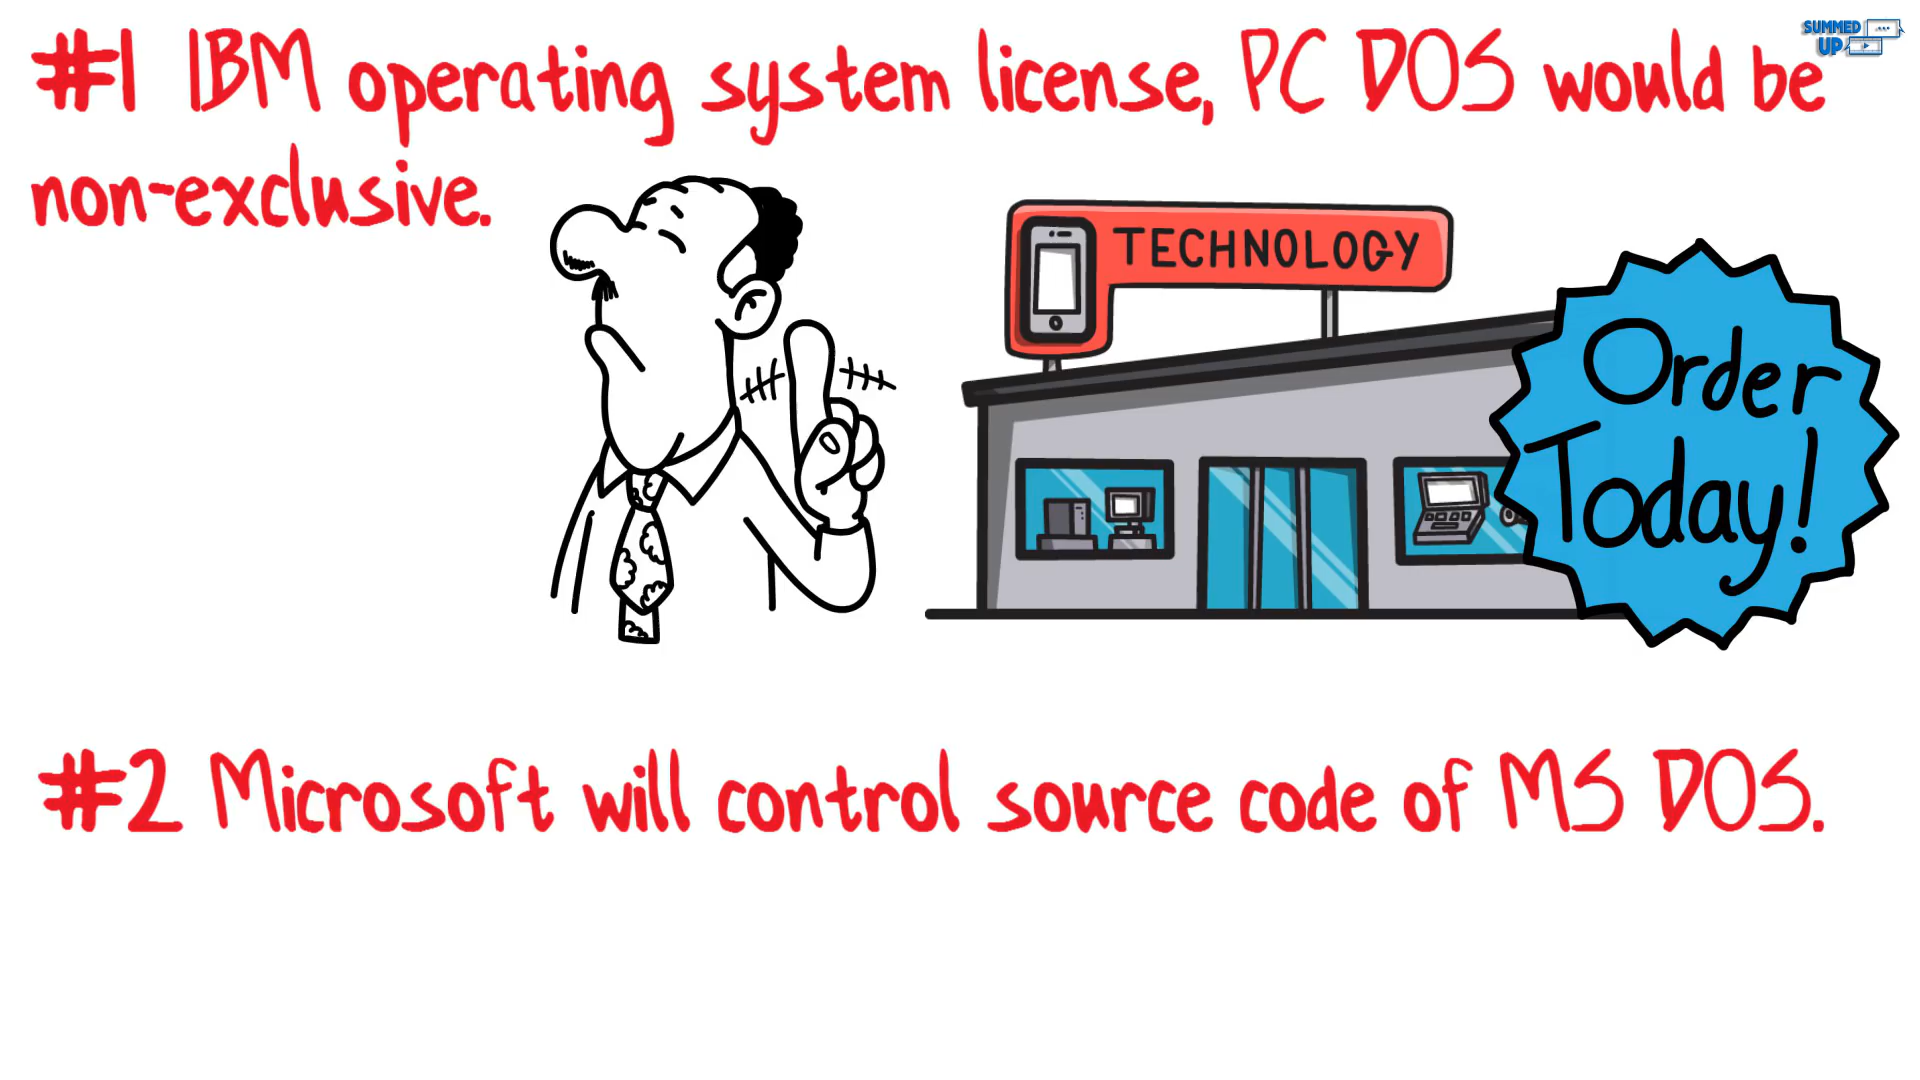 #1 IBM operating system license, PC DOS would be
non-exclusive.
SUMMED
UP
TECHNOLOGY
Order
Today!
#2 Microsoft will control source code of MS DOS.